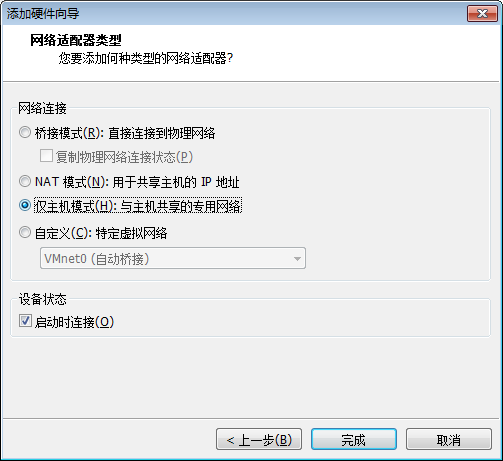 添加硬件向导
网络适配器类型
您要添加何种类型的网络适配器?
网络连接
桥接模式(R): 直接连接到物理网络
复制物理网络连接状态(P)
NAT 模式(N): 用于共享主机的 IP 地址
仅主机模式(H): 与主机共享的专用网络
自定义(C): 特定虚拟网络
VMnet0 (自动桥接)
设备状态
启动时连接(O)
< 上一步(B) 完成 取消